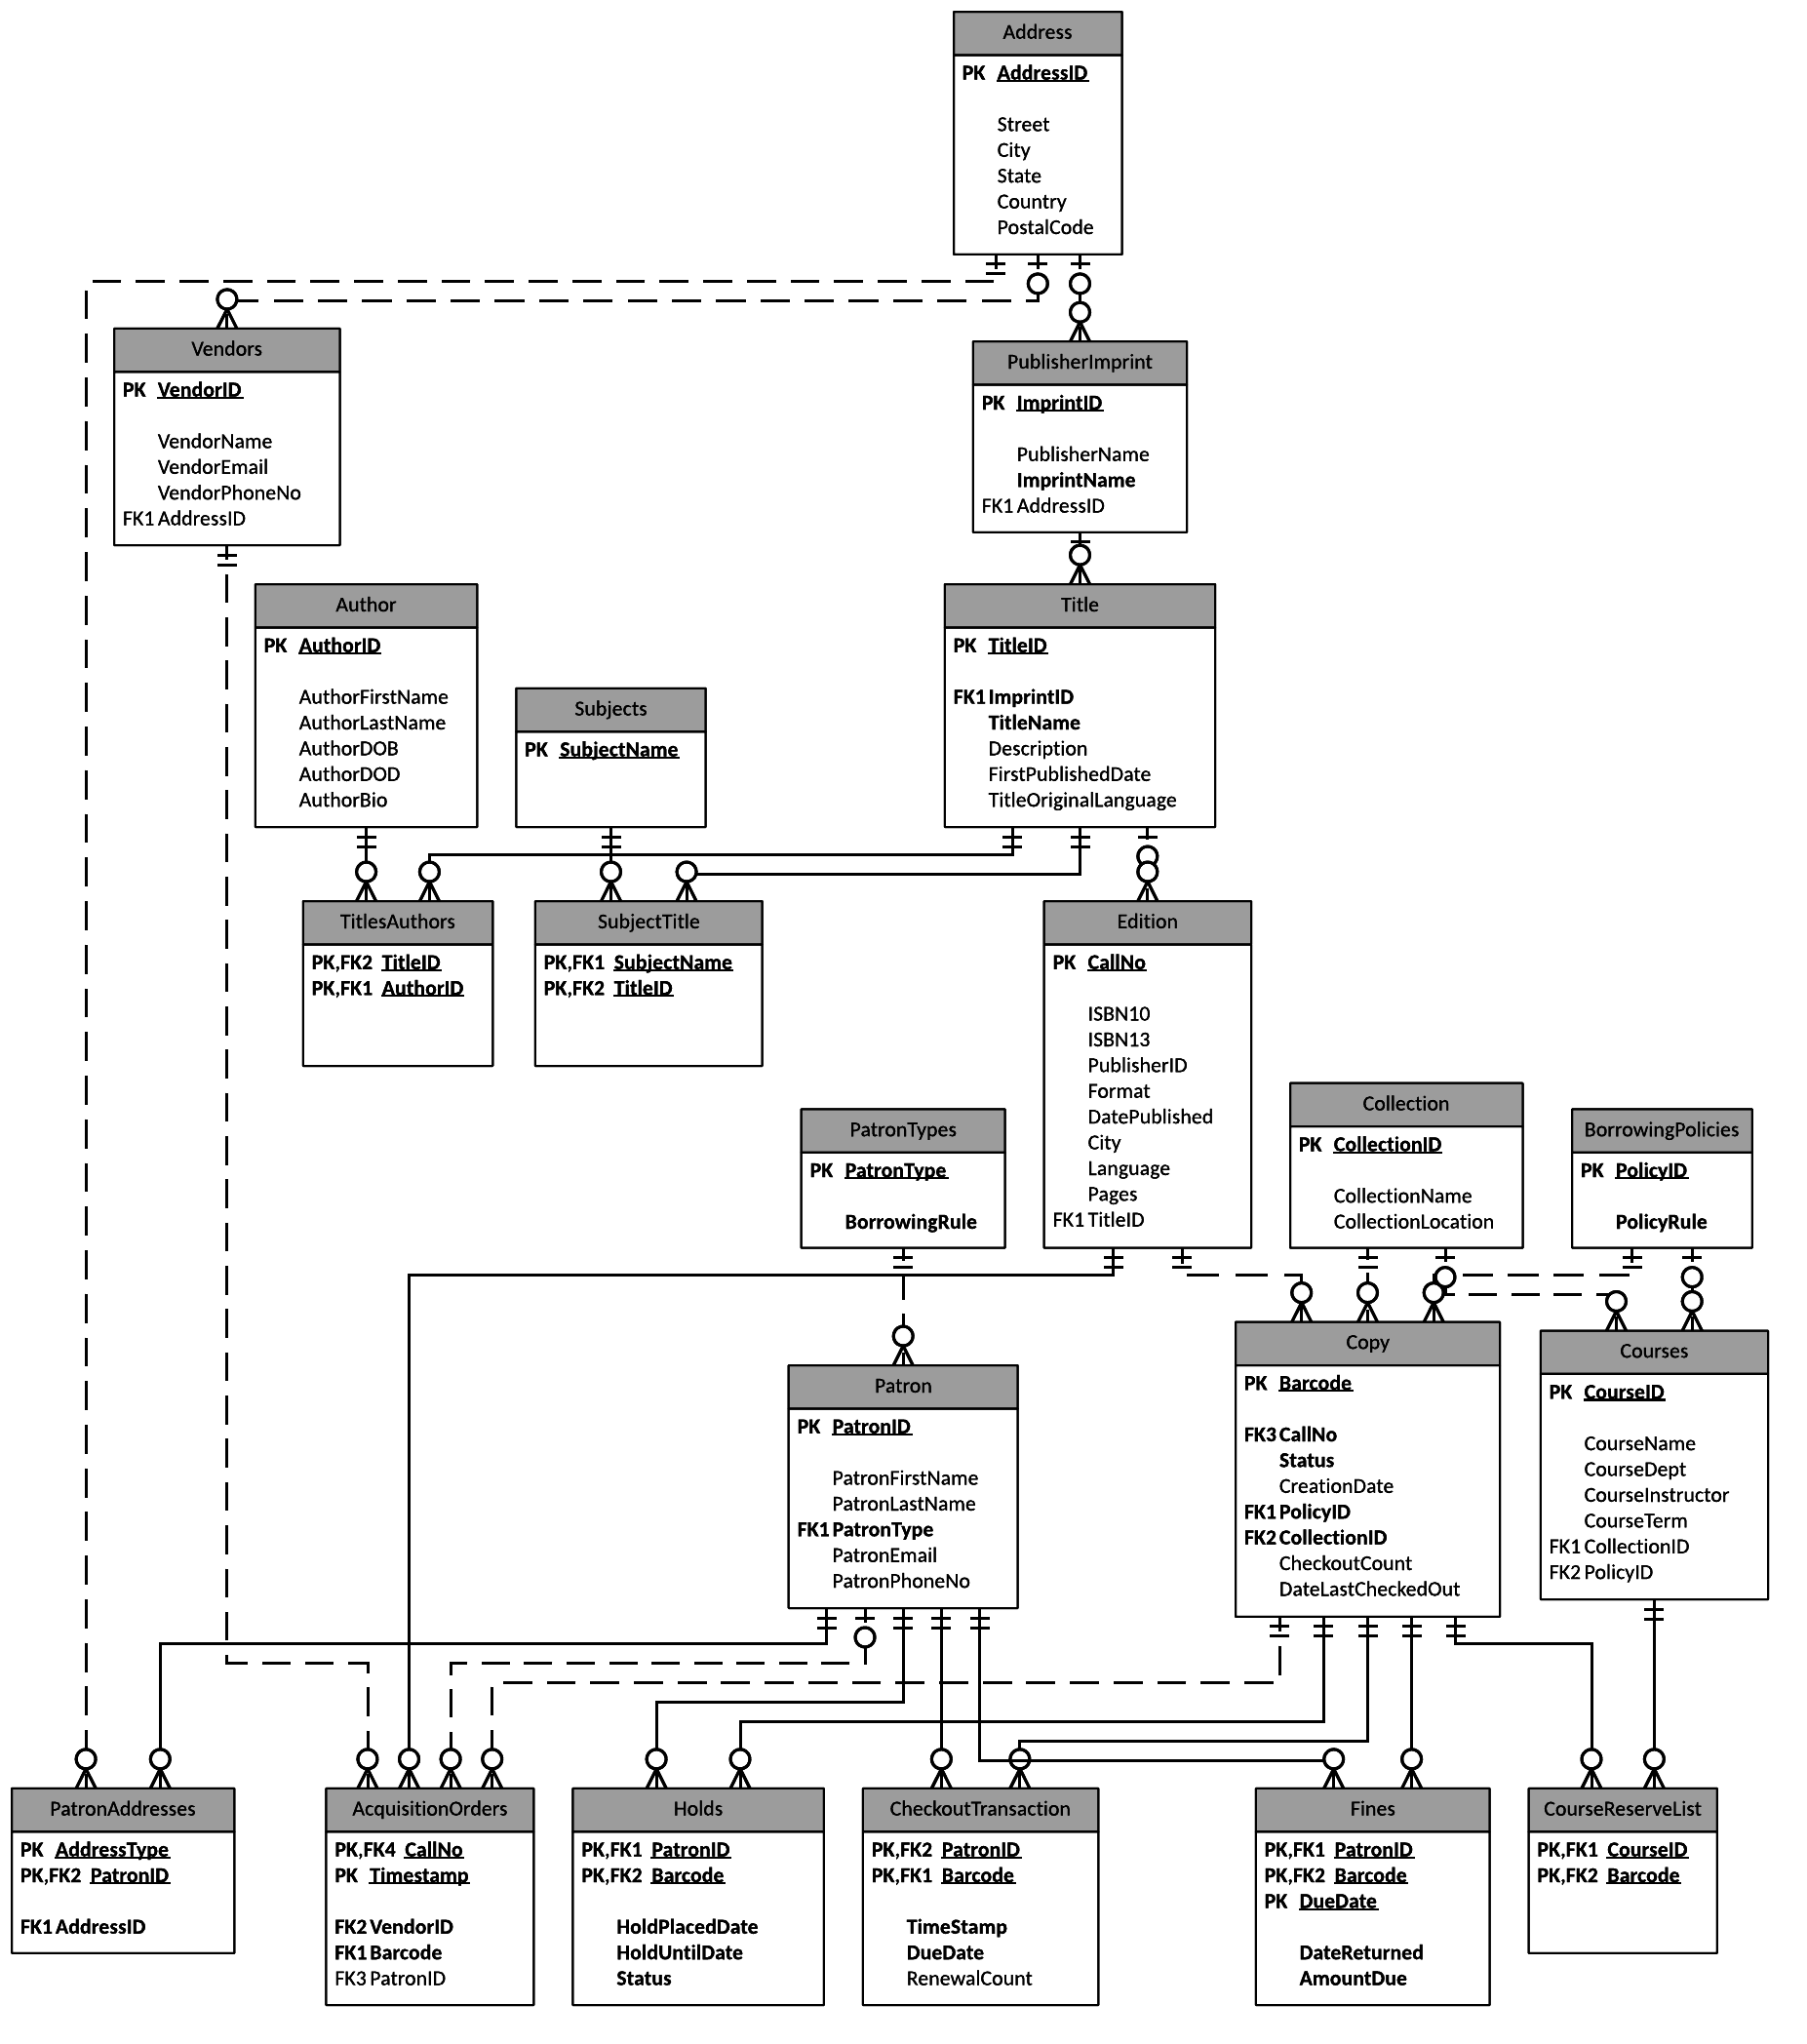 Address
PK AddressID
Street
City
State
Country
PostalCode
Vendors
PK VendorID
VendorName
VendorEmail
VendorPhoneNo
FK1 AddressID
PublisherImprint
PK ImprintID
PublisherName
ImprintName
FK1 AddressID
Author
PK AuthorID
AuthorFirstName
AuthorLastName
AuthorDOB
AuthorDOD
AuthorBio
Subjects
PK SubjectName
Title
PK TitleID
FK1 ImprintID
TitleName
Description
FirstPublishedDate
TitleOriginalLanguage
TitlesAuthors
PK,FK2 TitleID
PK,FK1 AuthorID
SubjectTitle
PK,FK1 SubjectName
PK,FK2 TitleID
Edition
PK CallNo
ISBN10
ISBN13
PublisherID
Format
DatePublished
City
Language
Pages
FK1 TitleID
PatronTypes
PK PatronType
BorrowingRule
Collection
PK CollectionID
CollectionName
CollectionLocation
BorrowingPolicies
PK PolicyID
PolicyRule
Patron
PK PatronID
PatronFirstName
PatronLastName
FK1 PatronType
PatronEmail
PatronPhoneNo
Copy
PK Barcode
FK3 CallNo
Status
CreationDate
FK1 PolicyID
FK2 CollectionID
CheckoutCount
DateLastCheckedOut
Courses
PK CourseID
CourseName
CourseDept
CourseInstructor
CourseTerm
FK1 CollectionID
FK2 PolicyID
PatronAddresses
PK AddressType
PK,FK2 PatronID
FK1 AddressID
AcquisitionOrders
PK,FK4 CallNo
PK Timestamp
FK2 VendorID
FK1 Barcode
FK3 PatronID
Holds
PK,FK1 PatronID
PK,FK2 Barcode
HoldPlacedDate
HoldUntilDate
Status
CheckoutTransaction
PK,FK2 PatronID
PK,FK1 Barcode
TimeStamp
DueDate
RenewalCount
Fines
PK,FK1 PatronID
PK,FK2 Barcode
PK DueDate
DateReturned
AmountDue
CourseReserveList
PK,FK1 CourseID
PK,FK2 Barcode